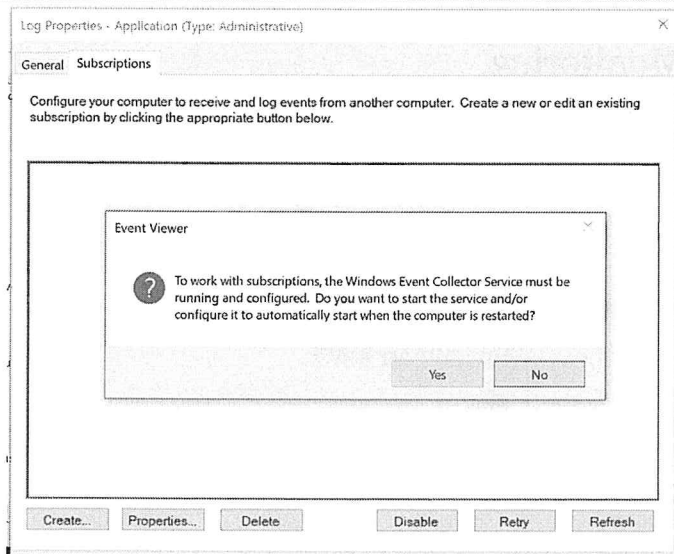 Log Properties - Application (Type: Administrative)
General Subscriptions
Configure your computer to receive and log events from another computer. Create a new or edit an existing
subscription by clicking the appropriate button below.
Event Viewer
To work with subscriptions, the Windows Event Collector Service must be
running and configured. Do you want to start the service and/or
configure it to automatically start when the computer is restarted?
Yes No
Create... Properties... Delete Disable Retry Refresh